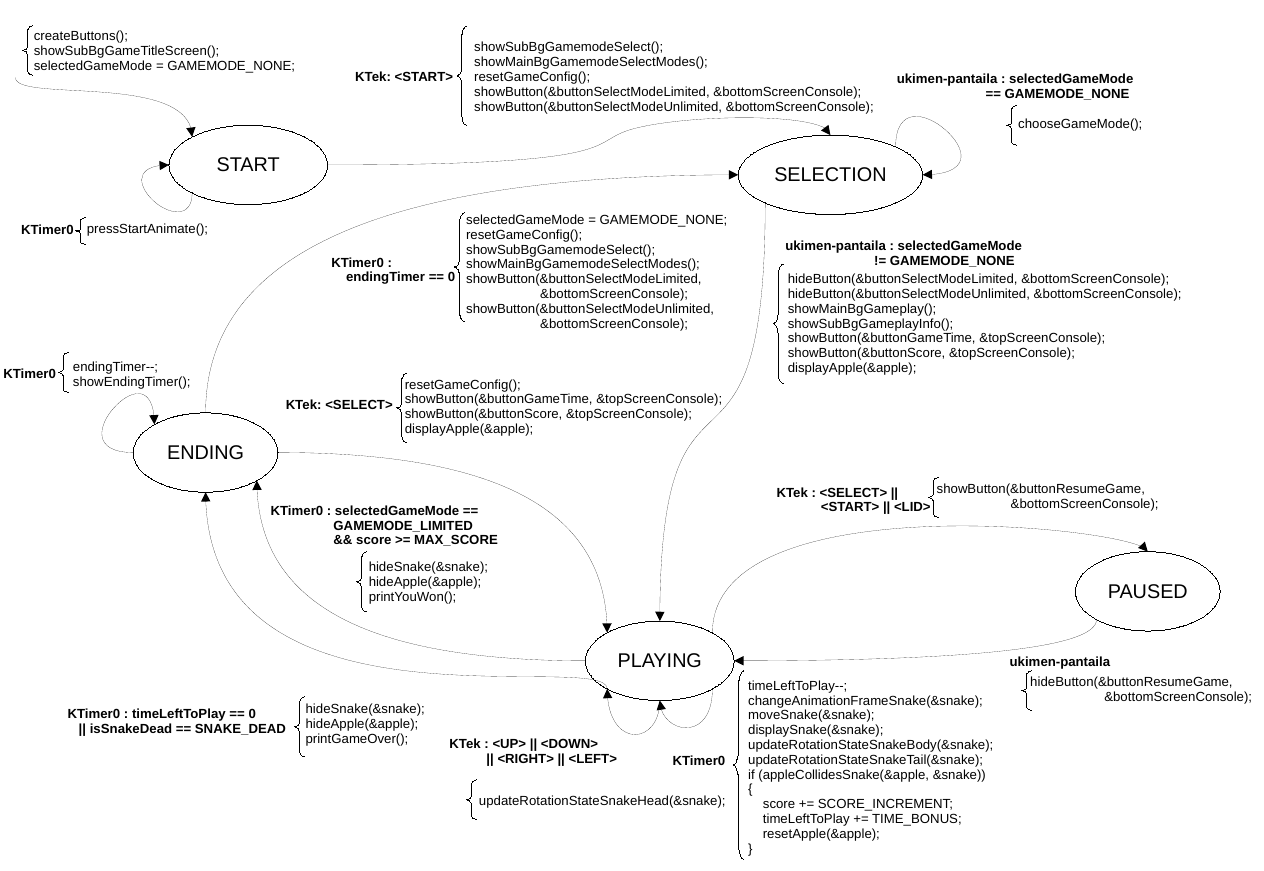 createButtons();
showSubBgGameTitleScreen();
selectedGameMode = GAMEMODE_NONE;
KTek: <START>
showSubBgGamemodeSelect();
showMainBgGamemodeSelectModes();
resetGameConfig();
showButton(&buttonSelectModeLimited, &bottomScreenConsole);
showButton(&buttonSelectModeUnlimited, &bottomScreenConsole);
ukimen-pantaila : selectedGameMode
== GAMEMODE_NONE
chooseGameMode();
START
SELECTION
KTimer0
pressStartAnimate();
KTimer0 :
endingTimer == 0
selectedGameMode = GAMEMODE_NONE;
resetGameConfig();
showSubBgGamemodeSelect();
showMainBgGamemodeSelectModes();
showButton(&buttonSelectModeLimited,
&bottomScreenConsole);
showButton(&buttonSelectModeUnlimited,
&bottomScreenConsole);
ukimen-pantaila : selectedGameMode
!= GAMEMODE_NONE
hideButton(&buttonSelectModeLimited, &bottomScreenConsole);
hideButton(&buttonSelectModeUnlimited, &bottomScreenConsole);
showMainBgGameplay();
showSubBgGameplayInfo();
showButton(&buttonGameTime, &topScreenConsole);
showButton(&buttonScore, &topScreenConsole);
displayApple(&apple);
KTimer0
endingTimer--;
showEndingTimer();
KTek: <SELECT>
resetGameConfig();
showButton(&buttonGameTime, &topScreenConsole);
showButton(&buttonScore, &topScreenConsole);
displayApple(&apple);
ENDING
KTimer0 : selectedGameMode ==
GAMEMODE_LIMITED
&& score >= MAX_SCORE
hideSnake(&snake);
hideApple(&apple);
printYouWon();
KTek : <SELECT> ||
<START> || <LID>
showButton(&buttonResumeGame,
&bottomScreenConsole);
PAUSED
PLAYING
ukimen-pantaila
hideButton(&buttonResumeGame,
&bottomScreenConsole);
KTimer0 : timeLeftToPlay == 0
|| isSnakeDead == SNAKE_DEAD
hideSnake(&snake);
hideApple(&apple);
printGameOver();
KTek : <UP> || <DOWN>
|| <RIGHT> || <LEFT>
updateRotationStateSnakeHead(&snake);
KTimer0
timeLeftToPlay--;
changeAnimationFrameSnake(&snake);
moveSnake(&snake);
displaySnake(&snake);
updateRotationStateSnakeBody(&snake);
updateRotationStateSnakeTail(&snake);
if (appleCollidesSnake(&apple, &snake))
{
score += SCORE_INCREMENT;
timeLeftToPlay += TIME_BONUS;
resetApple(&apple);
}